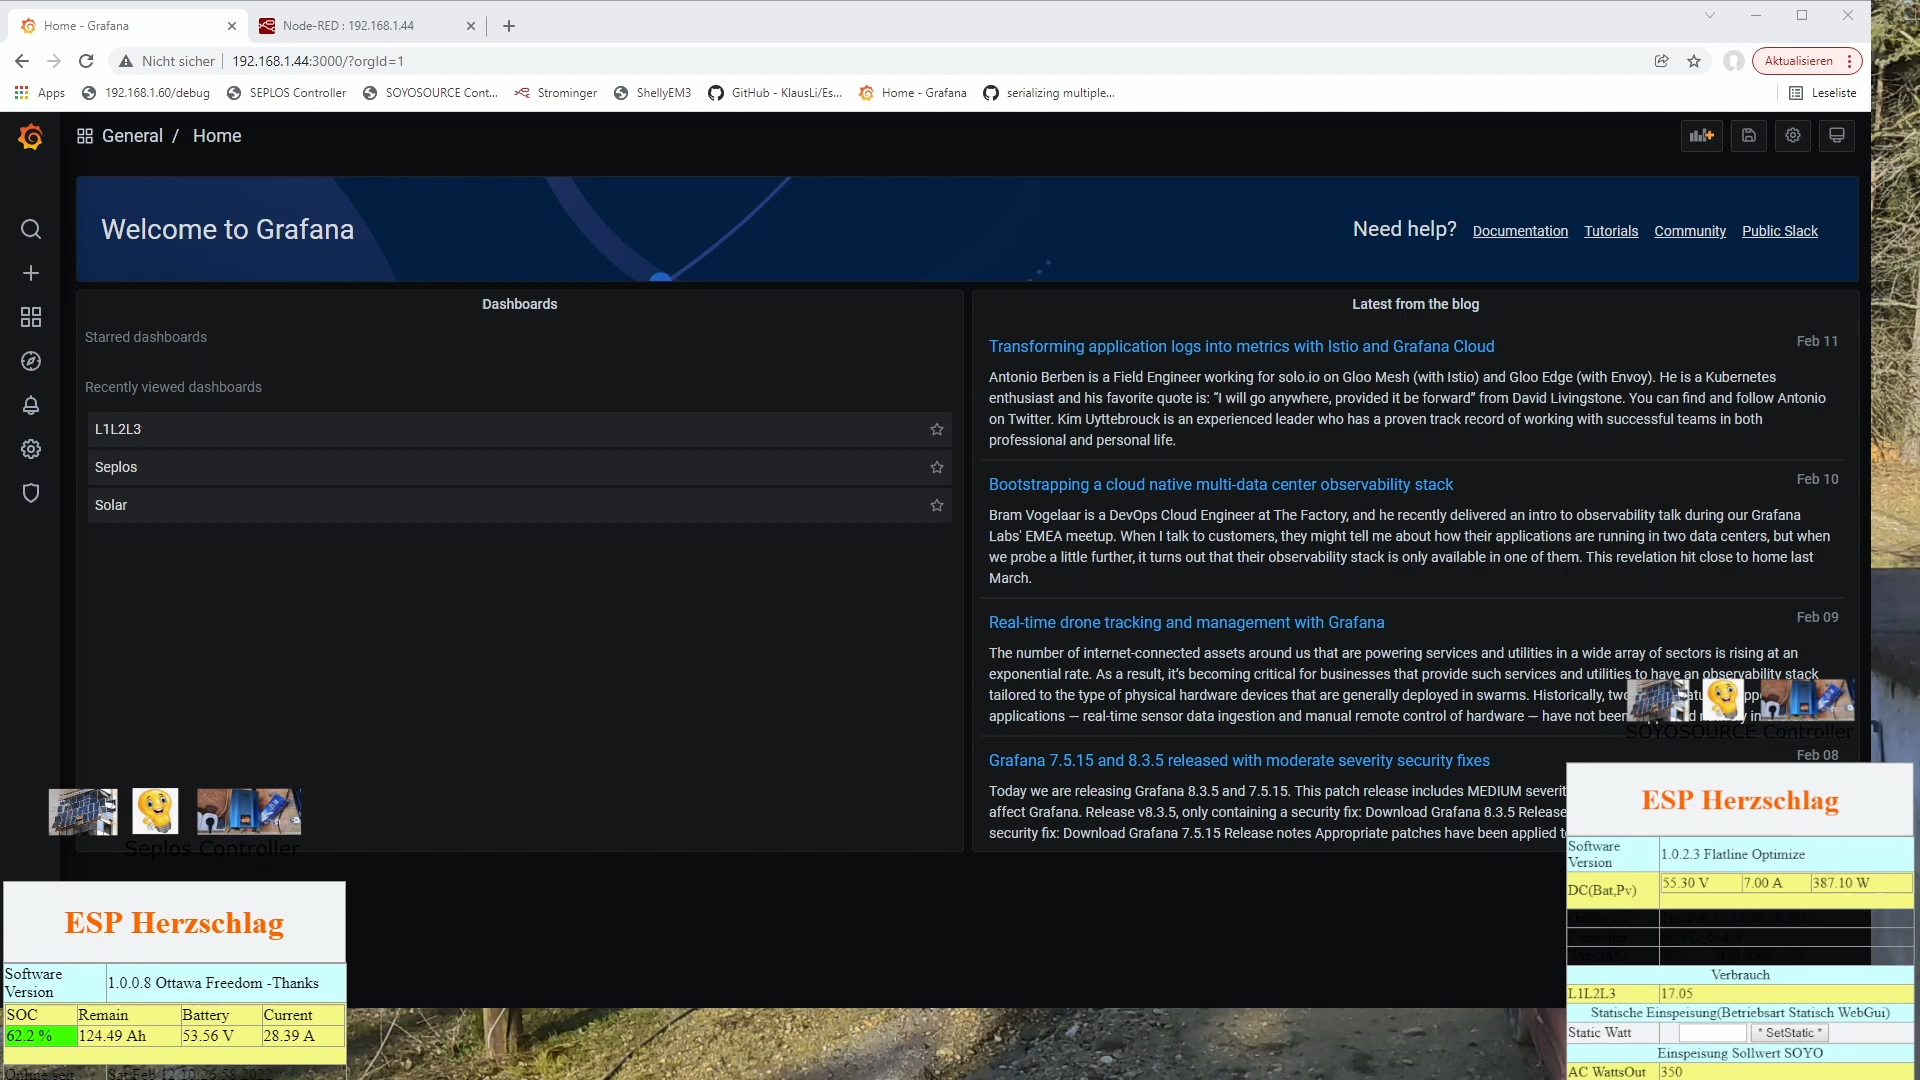 Home - Grafana
Node-RED : 192.168.1.44
Nicht sicher
192.168.1.44:3000/?orgId=1
Aktualisieren
Apps
192.168.1.60/debug
SEPLOS Controller
SOYOSOURCE Cont...
Strominger
ShellyEM3
GitHub - KlausLi/Es...
Home - Grafana
serializing multiple...
Leseliste
General / Home
Welcome to Grafana
Need help? Documentation Tutorials Community Public Slack
Dashboards
Starred dashboards
Recently viewed dashboards
L1L2L3
Seplos
Solar
Latest from the blog
Transforming application logs into metrics with Istio and Grafana Cloud
Feb 11
Antonio Berben is a Field Engineer working for solo.io on Gloo Mesh (with Istio) and Gloo Edge (with Envoy). He is a Kubernetes
enthusiast and his favorite quote is: “I will go anywhere, provided it be forward” from David Livingstone. You can find and follow Antonio
on Twitter. Kim Uyttebrouck is an experienced leader who has a proven track record of working with successful teams in both
professional and personal life.
Bootstrapping a cloud native multi-data center observability stack
Feb 10
Bram Vogelaar is a DevOps Cloud Engineer at The Factory, and he recently delivered an intro to observability talk during our Grafana
Labs' EMEA meetup. When I talk to customers, they might tell me about how their applications are running in two data centers, but when
we probe a little further, it turns out that their observability stack is only available in one of them. This revelation hit close to home last
March.
Real-time drone tracking and management with Grafana
Feb 09
The number of internet-connected assets around us that are powering services and utilities in a wide array of sectors is rising at an
exponential rate. As a result, it’s becoming critical for businesses that provide such services and utilities to have an observability stack
tailored to the type of physical hardware devices that are generally deployed in swarms. Historically, two
applications — real-time sensor data ingestion and manual remote control of hardware — have not been
Grafana 7.5.15 and 8.3.5 released with moderate severity security fixes
Feb 08
Today we are releasing Grafana 8.3.5 and 7.5.15. This patch release includes MEDIUM severit
affect Grafana. Release v8.3.5, only containing a security fix: Download Grafana 8.3.5 Release
security fix: Download Grafana 7.5.15 Release notes Appropriate patches have been applied t
Seplos Controller
ESP Herzschlag
Software Version 1.0.0.8 Ottawa Freedom -Thanks
SOC Remain Battery Current
62.2 % 124.49 Ah 53.56 V 28.39 A
Online seit Sat Feb 12 10:26:58 2022
SOYOSOURCE Controller
ESP Herzschlag
Software Version 1.0.2.3 Flatline Optimize
DC(Bat,Pv) 55.30 V 7.00 A 387.10 W
Verbrauch
L1L2L3 17.05
Statische Einspeisung(Betriebsart Statisch WebGui)
Static Watt * SetStatic *
Einspeisung Sollwert SOYO
AC WattsOut 350